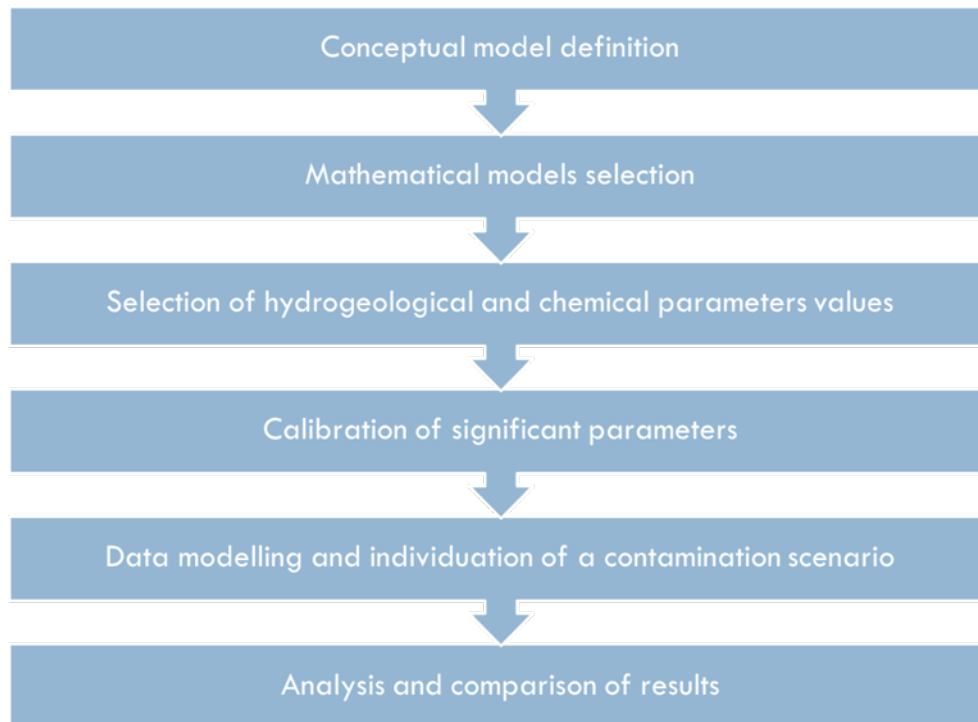 Conceptual model definition
Mathematical models selection
Selection of hydrogeological and chemical parameters values
Calibration of significant parameters
Data modelling and individuation of a contamination scenario
Analysis and comparison of results